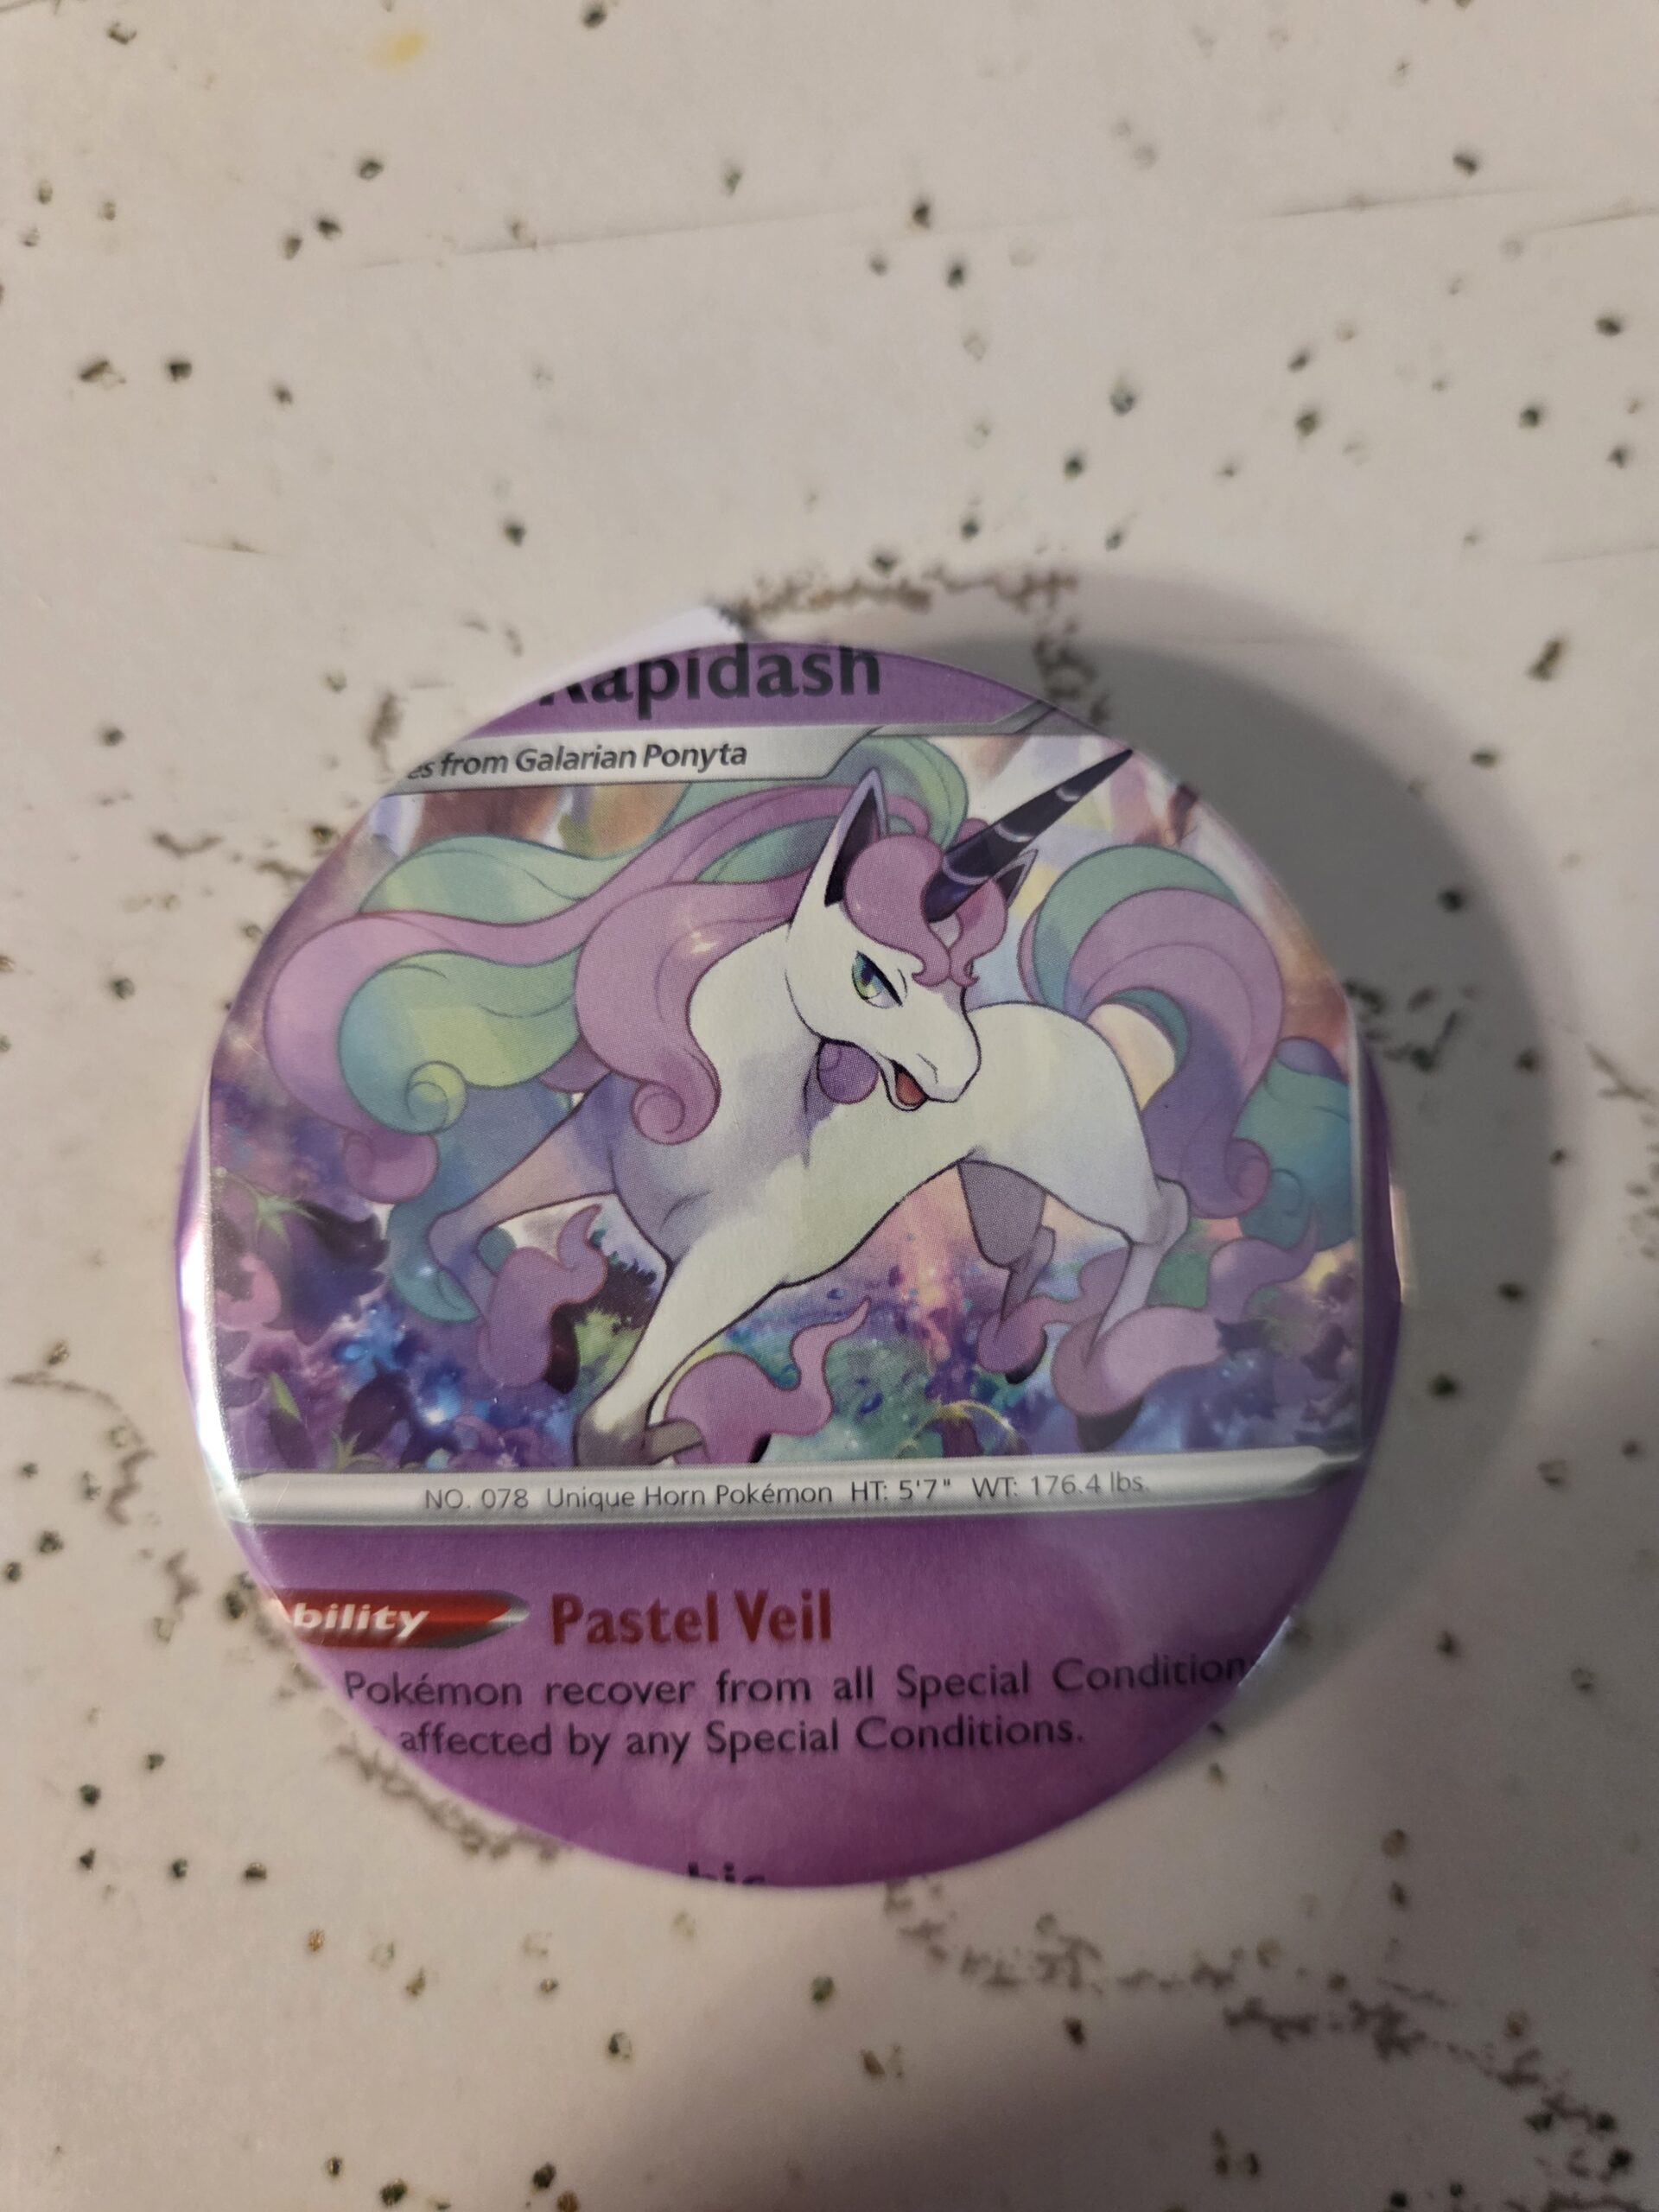 Rapidash
es from Galarian Ponyta
NO. 078 Unique Horn Pokémon HT: 5'7" WT: 176.4 lbs.
bility Pastel Veil
Pokémon recover from all Special Condition
affected by any Special Conditions.